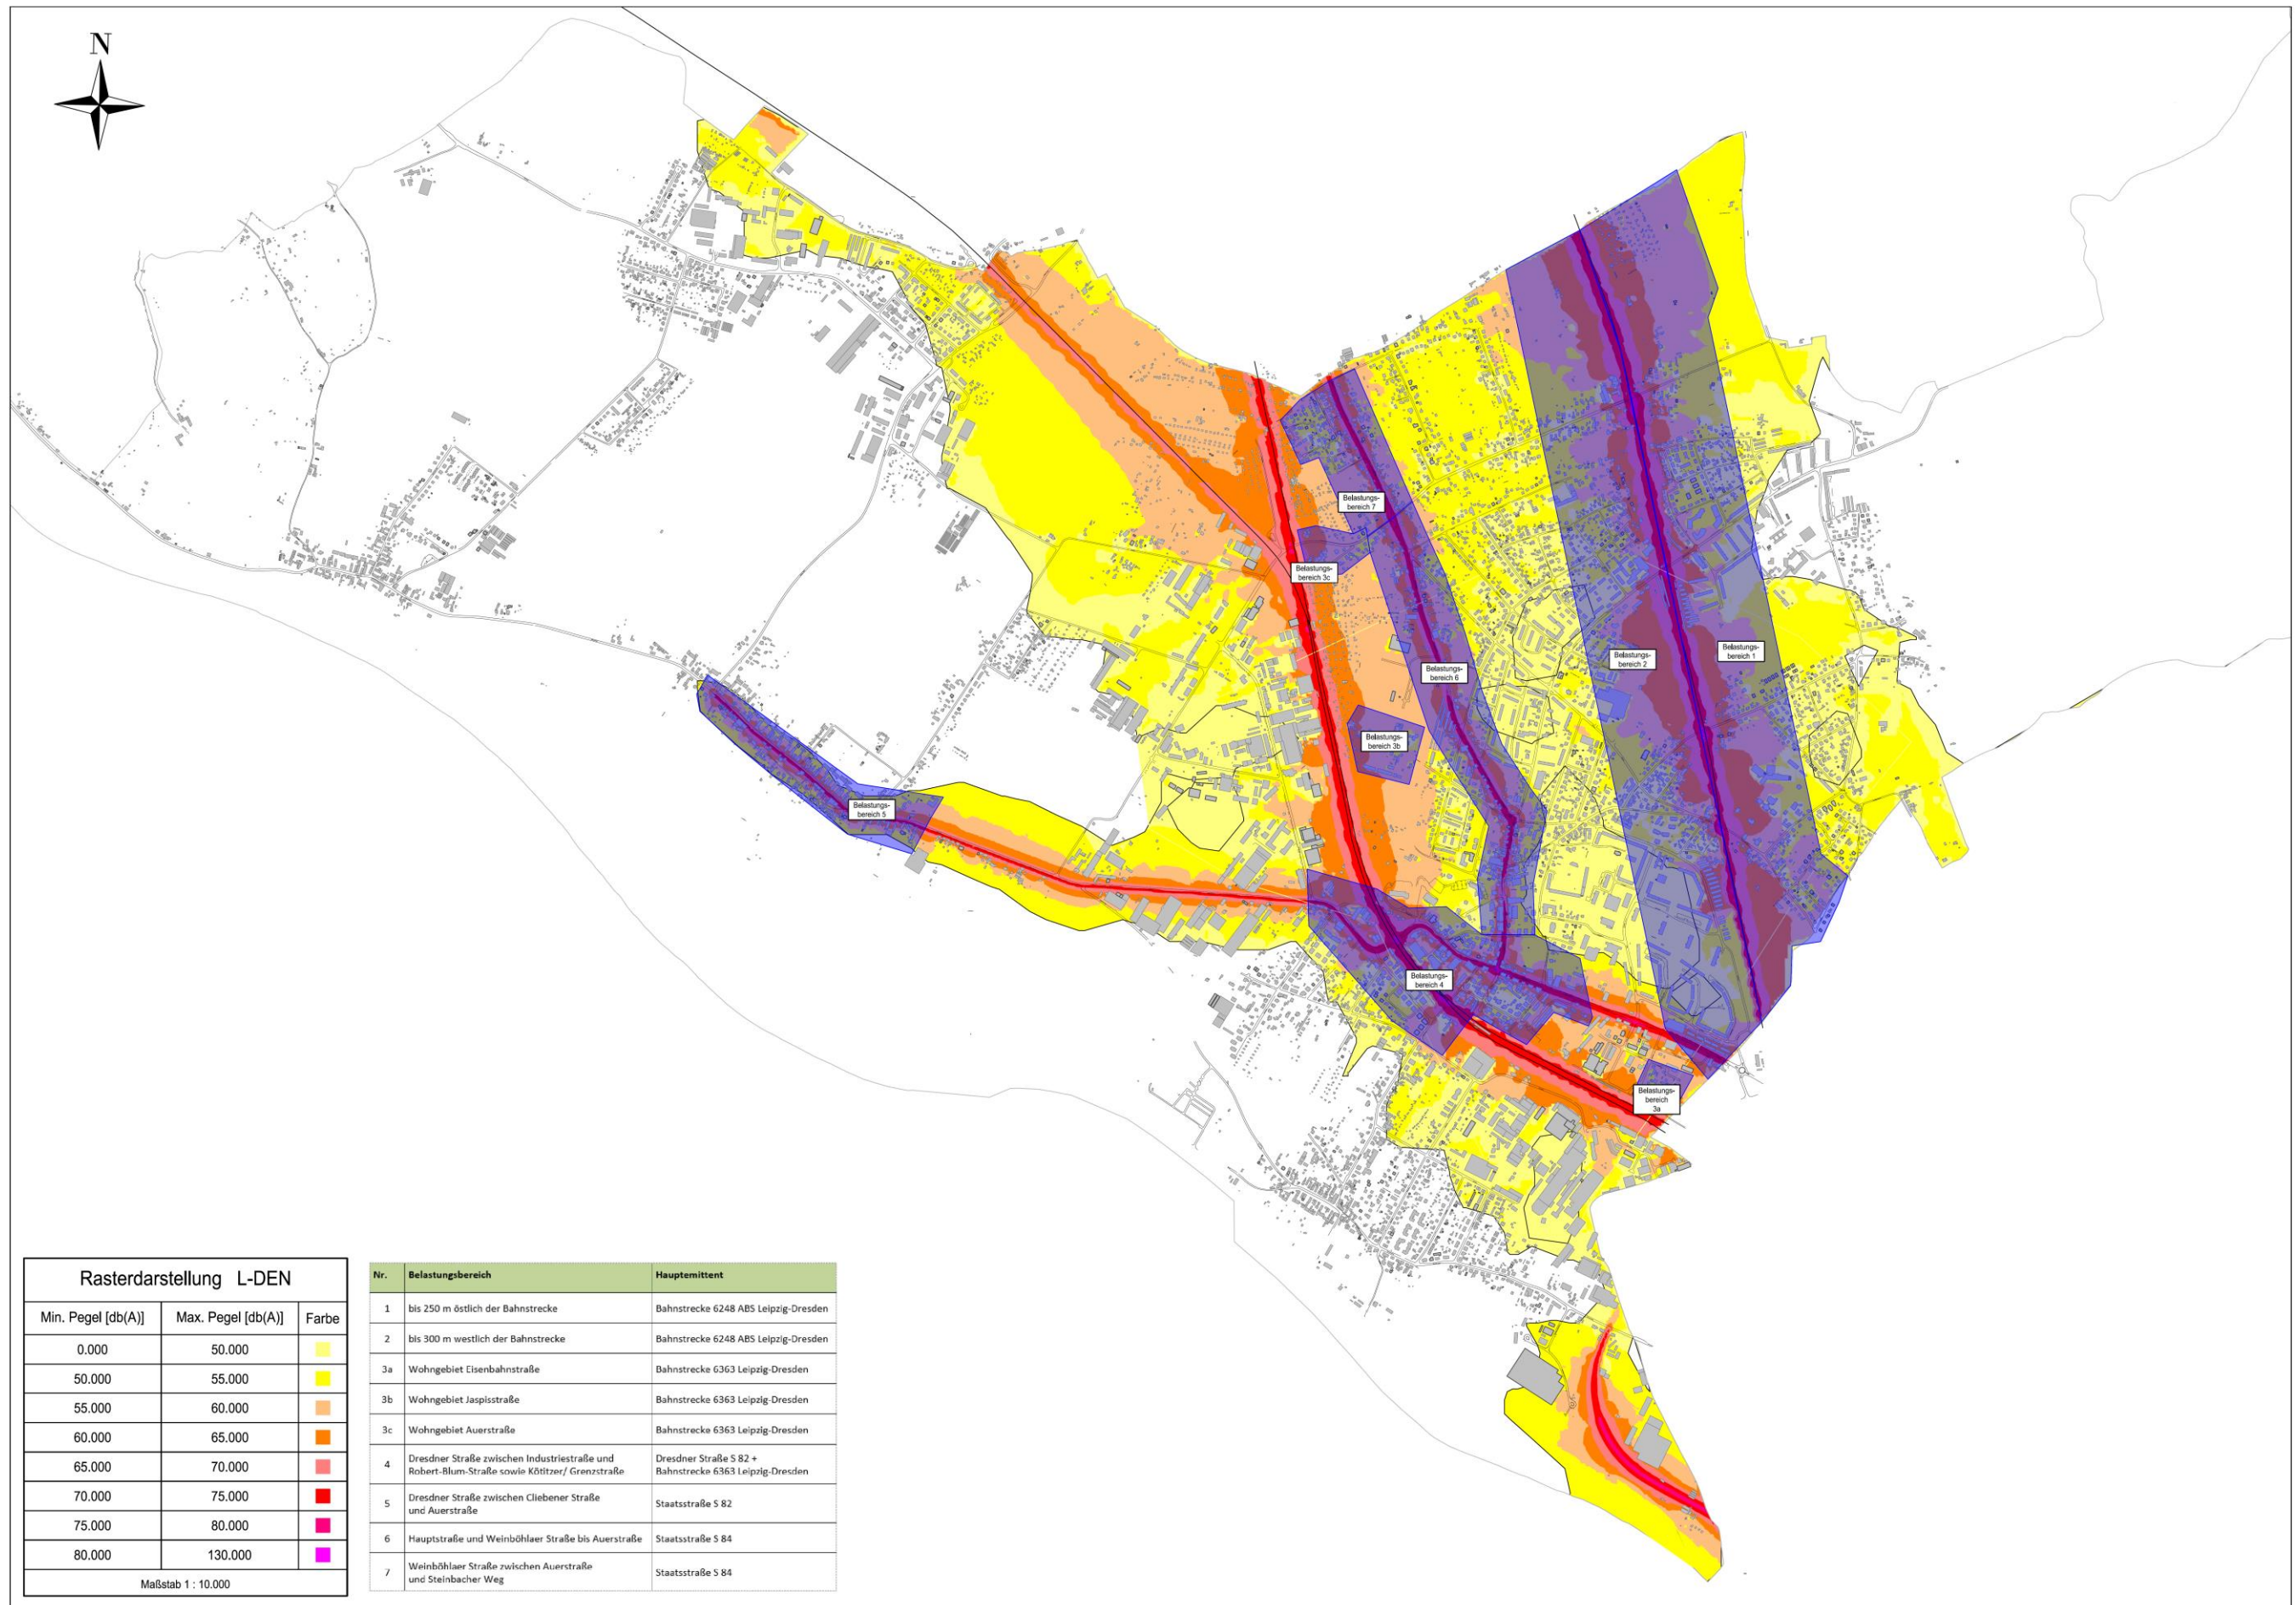 N
Belastungs-
bereich 7
Belastungs-
bereich 3c
Belastungs-
bereich 6
Belastungs-
bereich 2
Belastungs-
bereich 1
Belastungs-
bereich 3b
Belastungs-
bereich 5
Belastungs-
bereich 4
Belastungs-
bereich
3a
Rasterdarstellung L-DEN
Min. Pegel [db(A)] Max. Pegel [db(A)] Farbe
0.000 50.000
50.000 55.000
55.000 60.000
60.000 65.000
65.000 70.000
70.000 75.000
75.000 80.000
80.000 130.000
Maßstab 1 : 10.000
Nr. Belastungsbereich Hauptemittent
1 bis 250 m östlich der Bahnstrecke Bahnstrecke 6248 ABS Leipzig-Dresden
2 bis 300 m westlich der Bahnstrecke Bahnstrecke 6248 ABS Leipzig-Dresden
3a Wohngebiet Eisenbahnstraße Bahnstrecke 6363 Leipzig-Dresden
3b Wohngebiet Jaspisstraße Bahnstrecke 6363 Leipzig-Dresden
3c Wohngebiet Auerstraße Bahnstrecke 6363 Leipzig-Dresden
4 Dresdner Straße zwischen Industriestraße und Dresdner Straße S 82 +
Robert-Blum-Straße sowie Kötitzer/ Grenzstraße Bahnstrecke 6363 Leipzig-Dresden
5 Dresdner Straße zwischen Cliebener Straße
und Auerstraße Staatsstraße S 82
6 Hauptstraße und Weinböhlaer Straße bis Auerstraße Staatsstraße S 84
7 Weinböhlaer Straße zwischen Auerstraße
und Steinbacher Weg Staatsstraße S 84